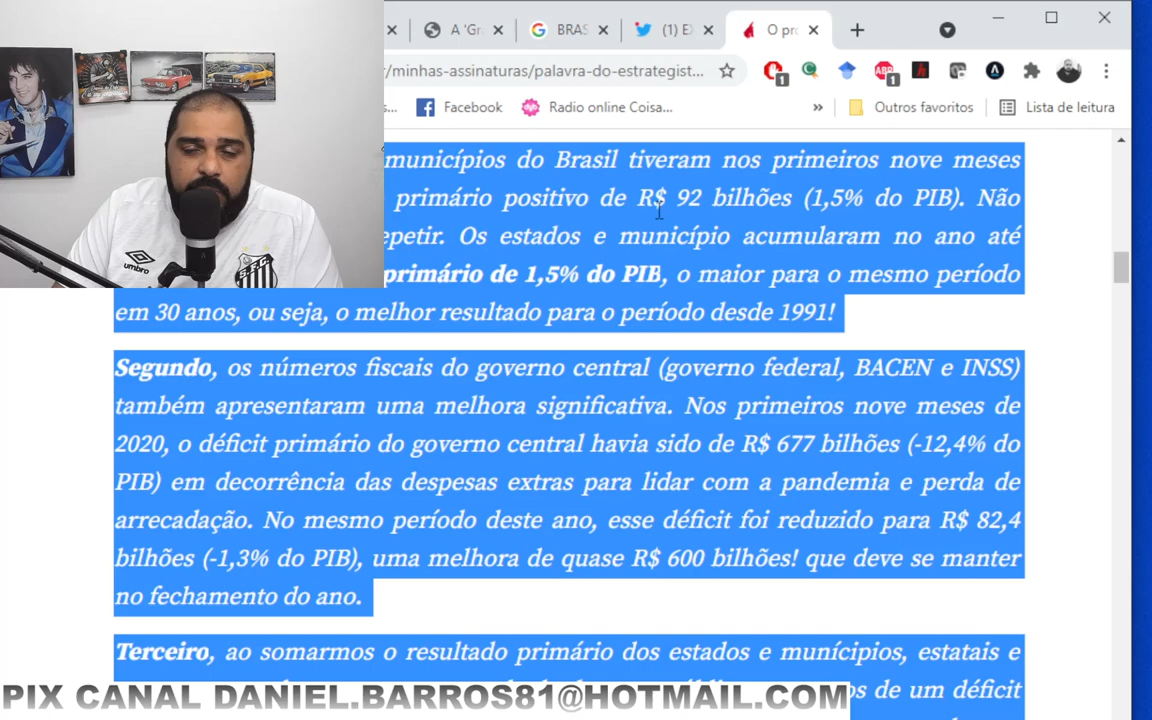 A 'Gr
BRAS
(1) E
O pro
r/minhas-assinaturas/palavra-do-estrategist...
1
ABP
1
Facebook
Radio online Coisa...
»
Outros favoritos
Lista de leitura
municípios do Brasil tiveram nos primeiros nove meses
primário positivo de R$ 92 bilhões (1,5% do PIB). Não
epetir. Os estados e município acumularam no ano até
primário de 1,5% do PIB, o maior para o mesmo período
em 30 anos, ou seja, o melhor resultado para o período desde 1991!
Segundo, os números fiscais do governo central (governo federal, BACEN e INSS)
também apresentaram uma melhora significativa. Nos primeiros nove meses de
2020, o déficit primário do governo central havia sido de R$ 677 bilhões (-12,4% do
PIB) em decorrência das despesas extras para lidar com a pandemia e perda de
arrecadação. No mesmo período deste ano, esse déficit foi reduzido para R$ 82,4
bilhões (-1,3% do PIB), uma melhora de quase R$ 600 bilhões! que deve se manter
no fechamento do ano.
Terceiro, ao somarmos o resultado primário dos estados e munícipios, estatais e
os de um déficit
umbro
PIX CANAL DANIEL.BARROS81@HOTMAIL.COM